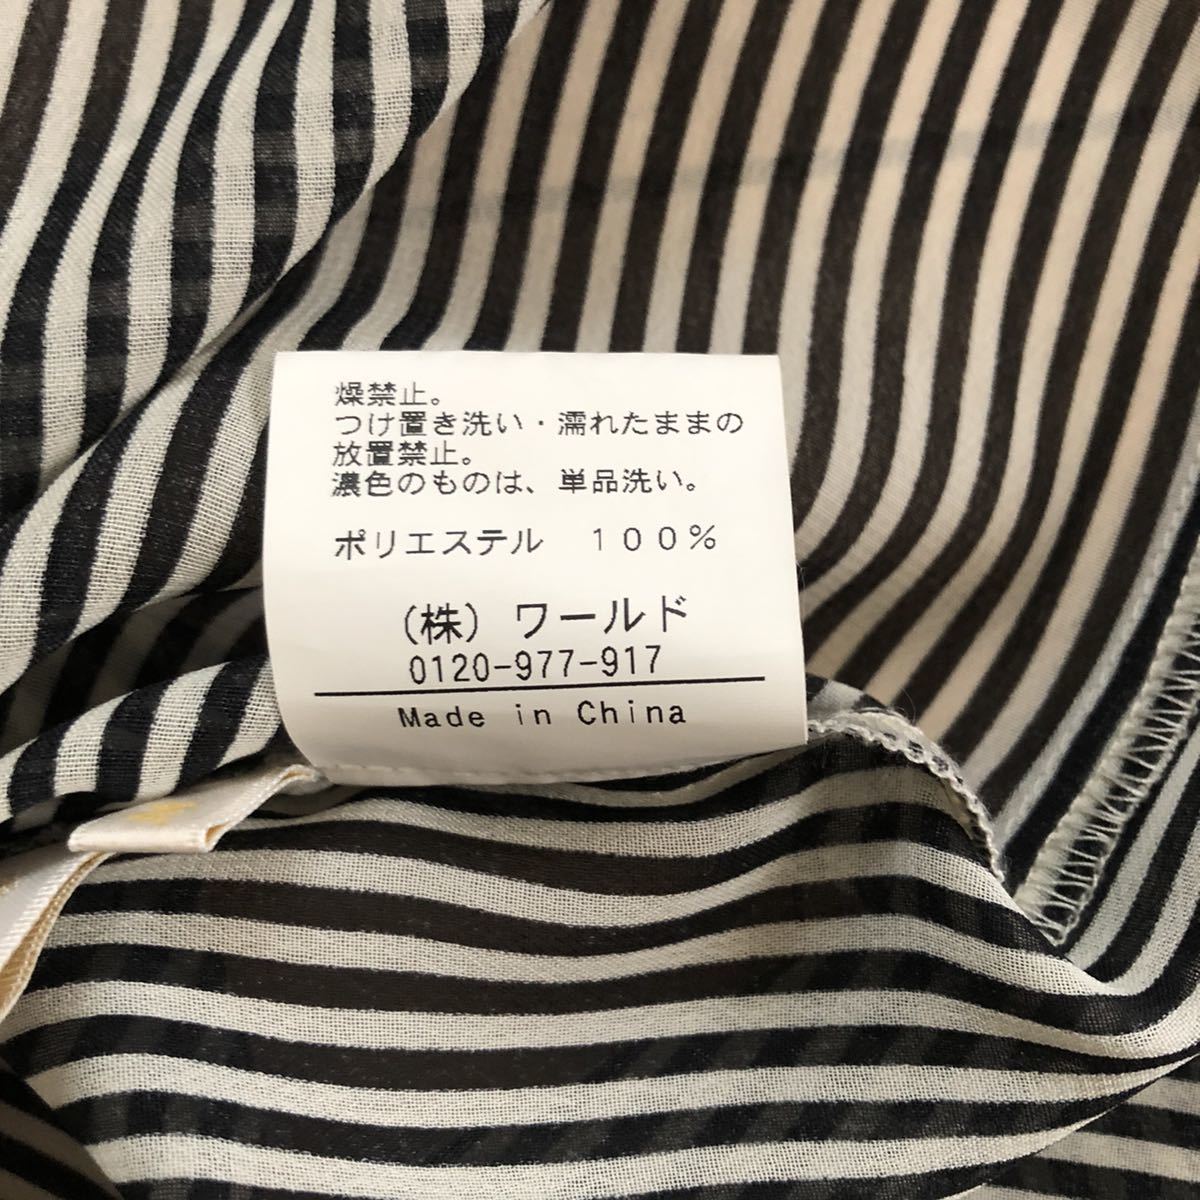 燥禁止。
つけ置き洗い・濡れたままの
放置禁止。
濃色のものは、単品洗い。
ポリエステル　１００％
（株）ワールド
0120-977-917
Made in China